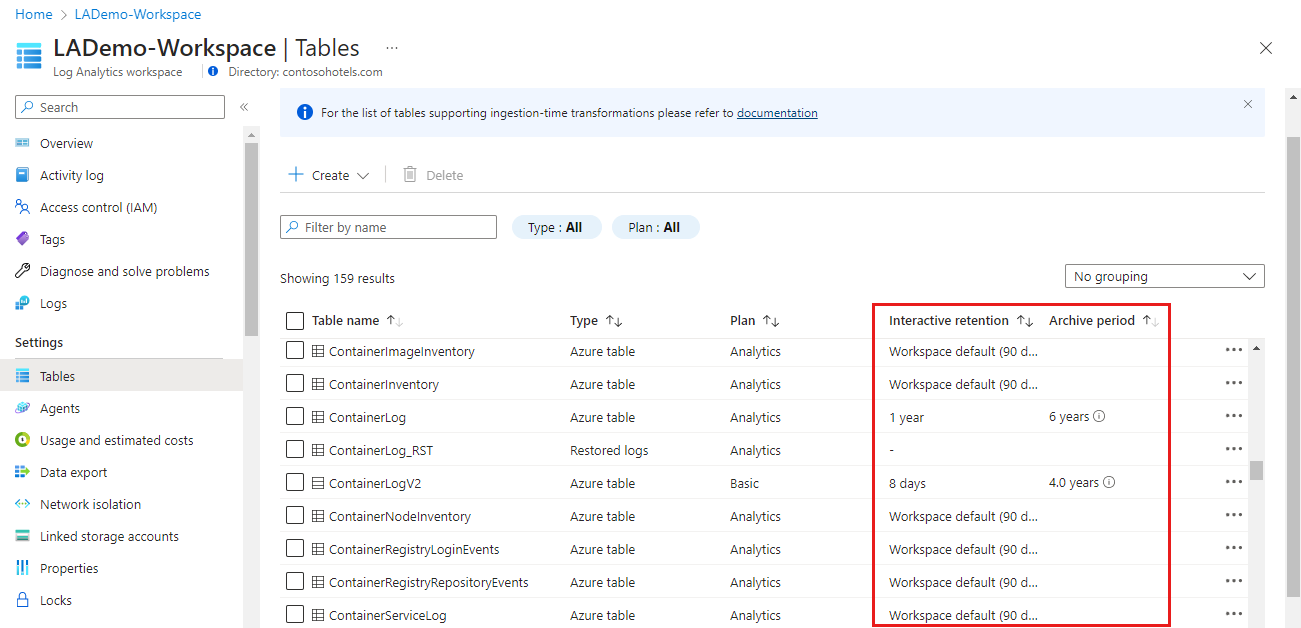 Home > LADemo-Workspace
LADemo-Workspace | Tables ...
Log Analytics workspace Directory: contosohotels.com
Search «
Overview
Activity log
Access control (IAM)
Tags
Diagnose and solve problems
Logs
Settings
Tables
Agents
Usage and estimated costs
Data export
Network isolation
Linked storage accounts
Properties
Locks
For the list of tables supporting ingestion-time transformations please refer to documentation
Create Delete
Filter by name Type : All Plan : All
Showing 159 results No grouping
Table name Type Plan Interactive retention Archive period
ContainerImageInventory Azure table Analytics Workspace default (90 d...
ContainerInventory Azure table Analytics Workspace default (90 d...
ContainerLog Azure table Analytics 1 year 6 years
ContainerLog_RST Restored logs Analytics -
ContainerLogV2 Azure table Basic 8 days 4.0 years
ContainerNodeInventory Azure table Analytics Workspace default (90 d...
ContainerRegistryLoginEvents Azure table Analytics Workspace default (90 d...
ContainerRegistryRepositoryEvents Azure table Analytics Workspace default (90 d...
ContainerServiceLog Azure table Analytics Workspace default (90 d...